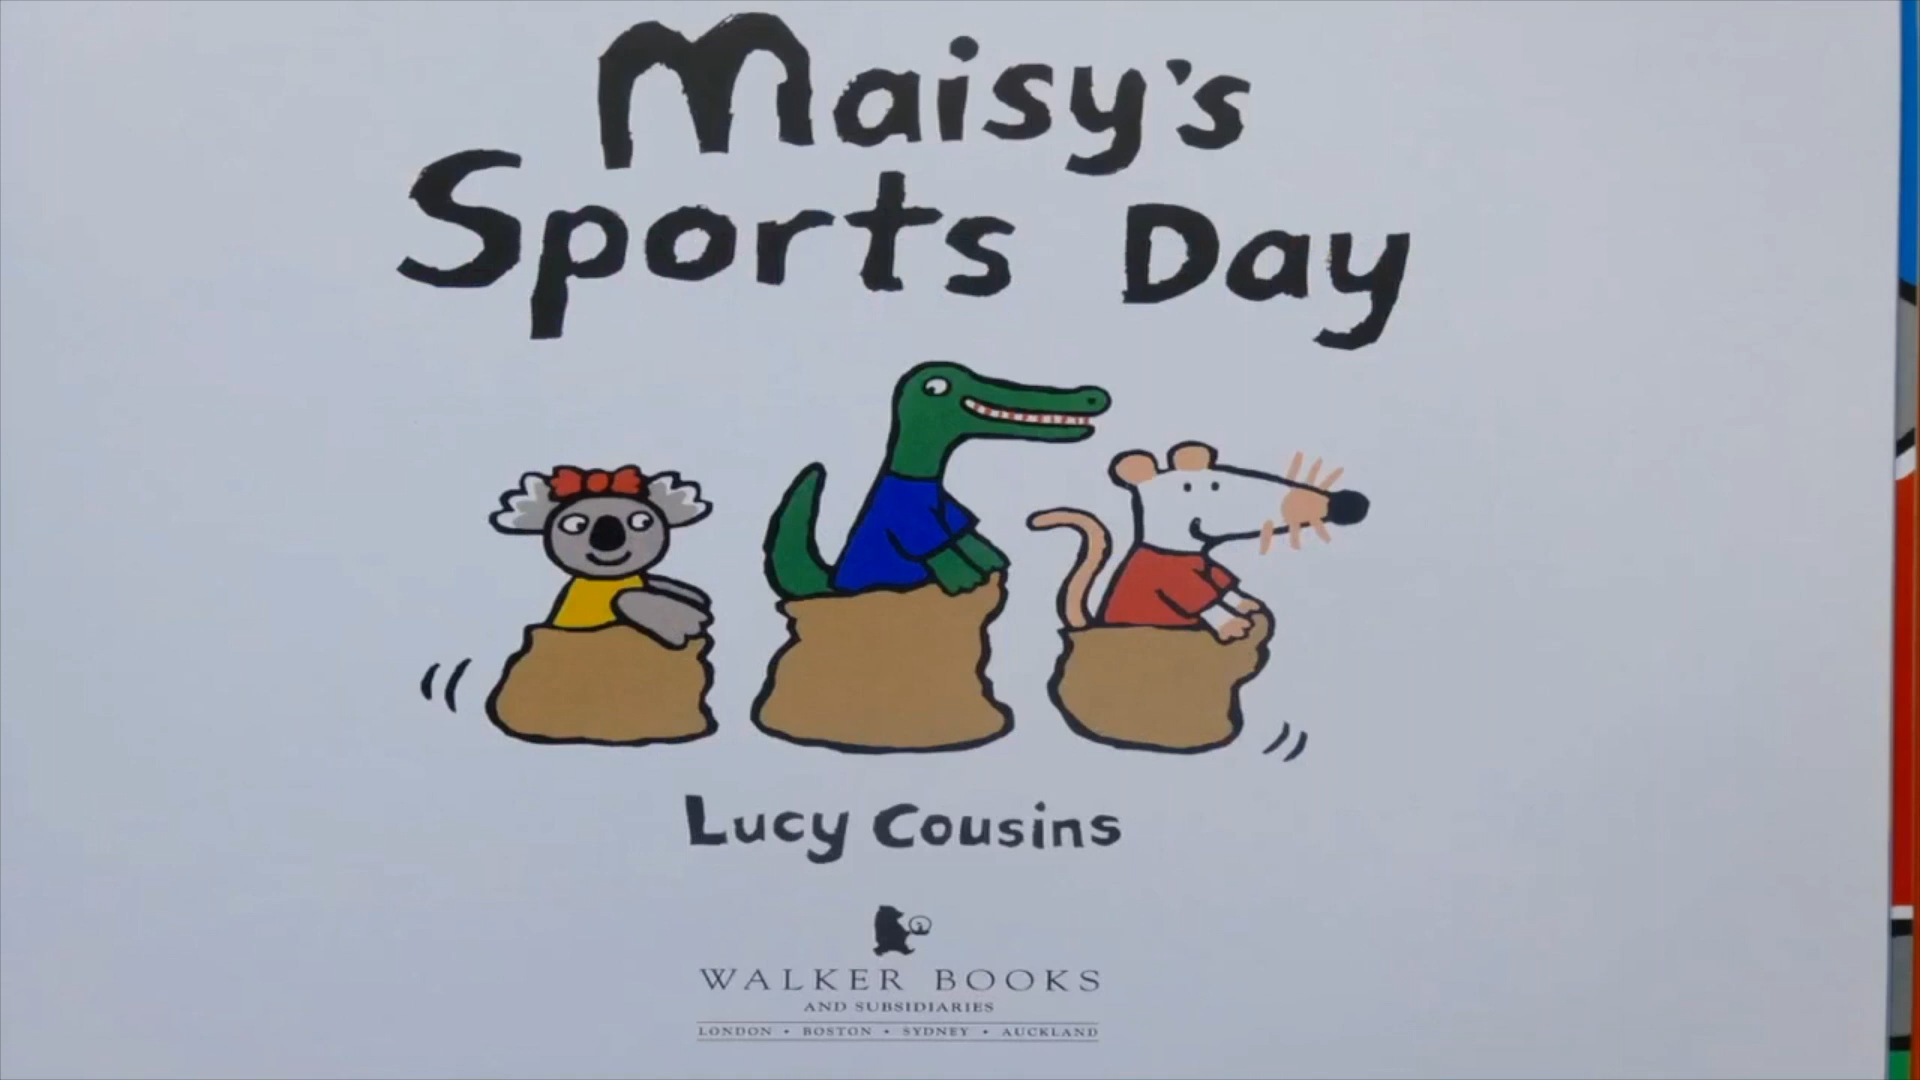 Maisy's
Sports Day
Lucy Cousins
WALKER BOOKS
AND SUBSIDIARIES
LONDON • BOSTON • SYDNEY • AUCKLAND